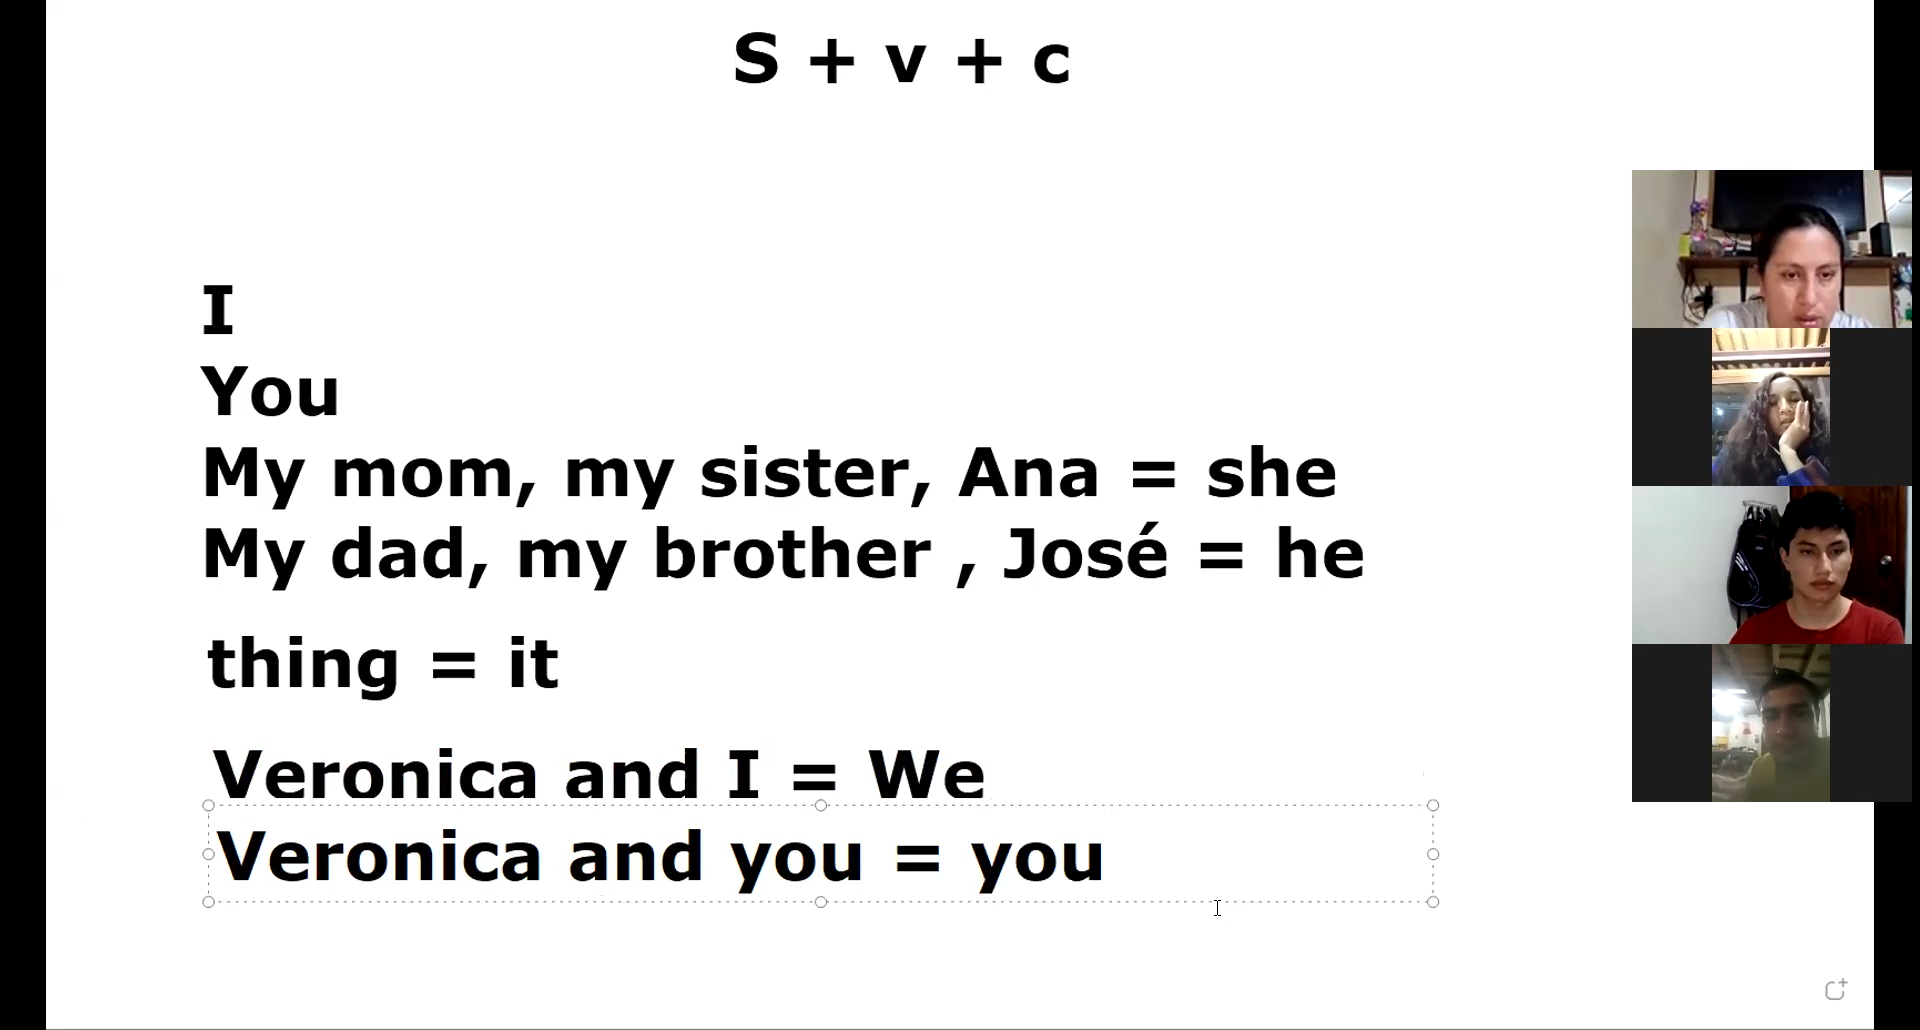 S + v + c
I
You
My mom, my sister, Ana = she
My dad, my brother , José = he
thing = it
Veronica and I = We
Veronica and you = you